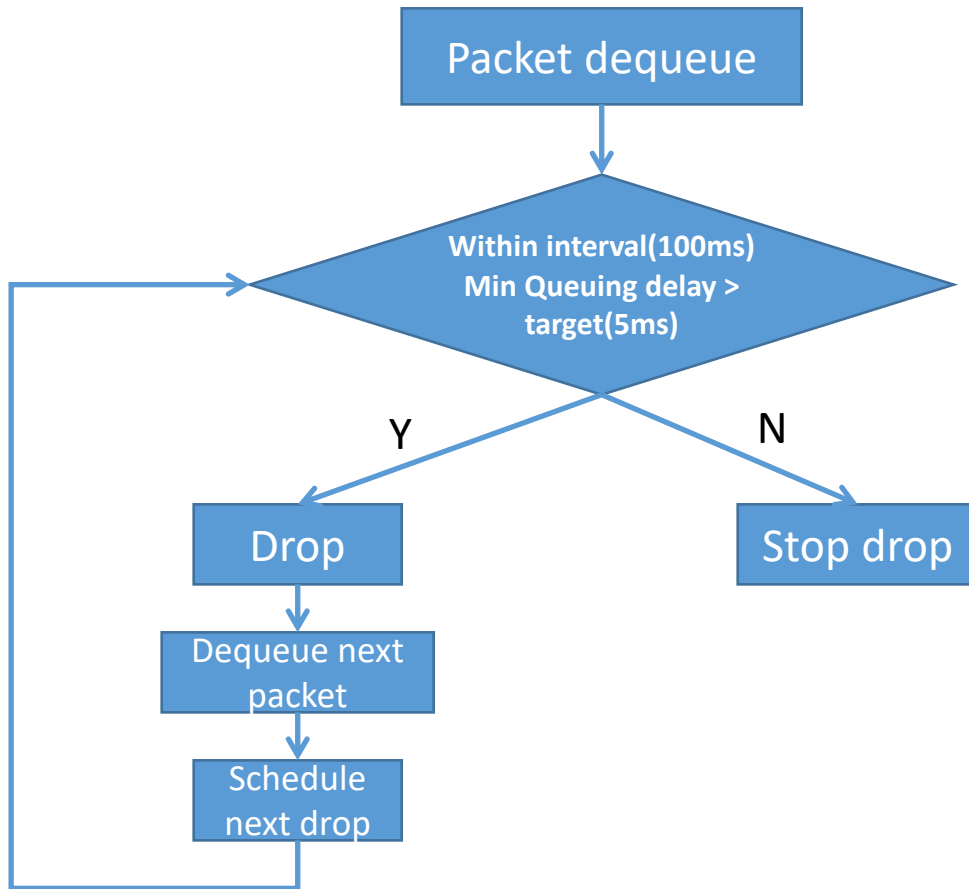 Packet dequeue
Within interval(100ms)
Min Queuing delay >
target(5ms)
Y
N
Drop
Stop drop
Dequeue next
packet
Schedule
next drop